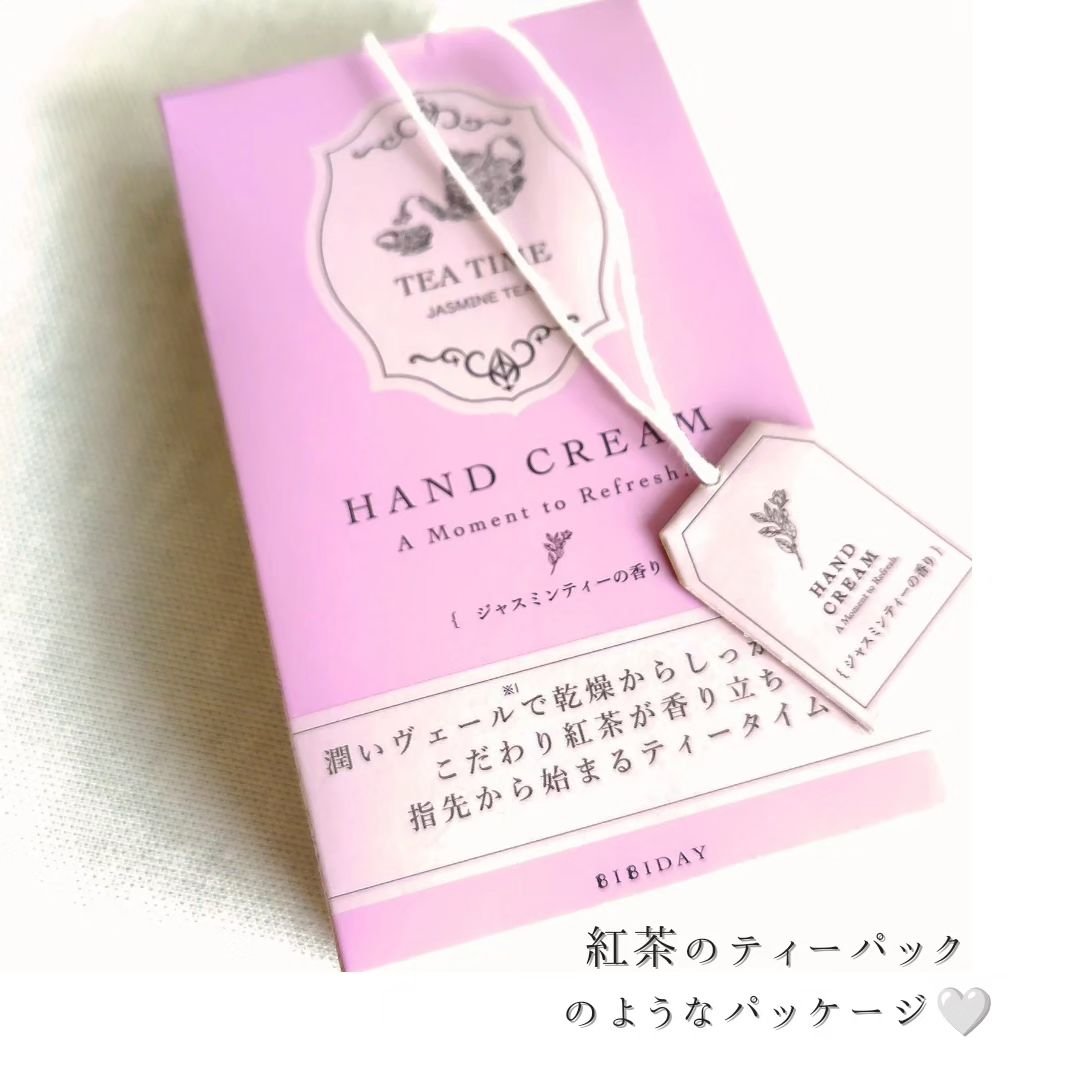 TEA TIME
JASMINE TEA
HAND CREAM
A Moment to Refresh.
{ ジャスミンティーの香り
※1
潤いヴェールで乾燥からしっか
こだわり紅茶が香り立ち
指先から始まるティータイム
BIBIDAY
HAND
CREAM
A Moment to Refresh
{ ジャスミンティーの香り }
紅茶のティーパック
のようなパッケージ🤍